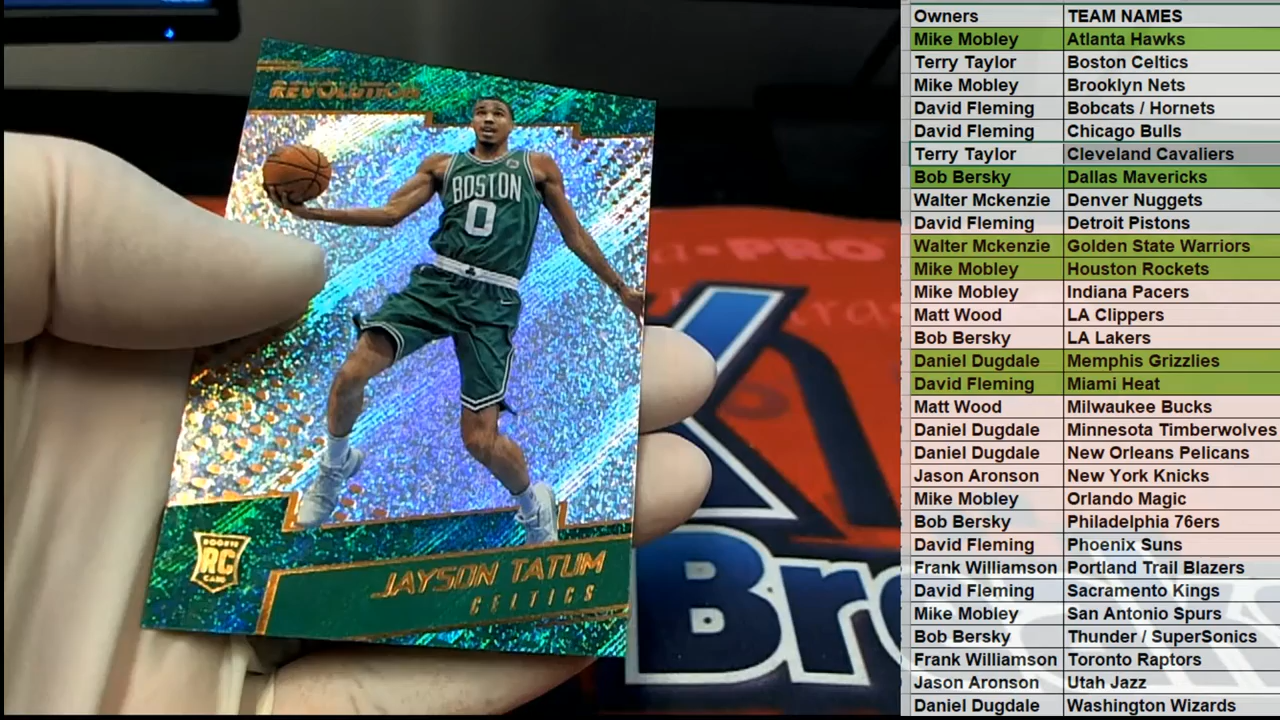 REVOLUTION
BOSTON
0
ROOKIE
RC
CARD
JAYSON TATUM
CELTICS
PRO
Br
Owners TEAM NAMES
Mike Mobley Atlanta Hawks
Terry Taylor Boston Celtics
Mike Mobley Brooklyn Nets
David Fleming Bobcats / Hornets
David Fleming Chicago Bulls
Terry Taylor Cleveland Cavaliers
Bob Bersky Dallas Mavericks
Walter Mckenzie Denver Nuggets
David Fleming Detroit Pistons
Walter Mckenzie Golden State Warriors
Mike Mobley Houston Rockets
Mike Mobley Indiana Pacers
Matt Wood LA Clippers
Bob Bersky LA Lakers
Daniel Dugdale Memphis Grizzlies
David Fleming Miami Heat
Matt Wood Milwaukee Bucks
Daniel Dugdale Minnesota Timberwolves
Daniel Dugdale New Orleans Pelicans
Jason Aronson New York Knicks
Mike Mobley Orlando Magic
Bob Bersky Philadelphia 76ers
David Fleming Phoenix Suns
Frank Williamson Portland Trail Blazers
David Fleming Sacramento Kings
Mike Mobley San Antonio Spurs
Bob Bersky Thunder / SuperSonics
Frank Williamson Toronto Raptors
Jason Aronson Utah Jazz
Daniel Dugdale Washington Wizards